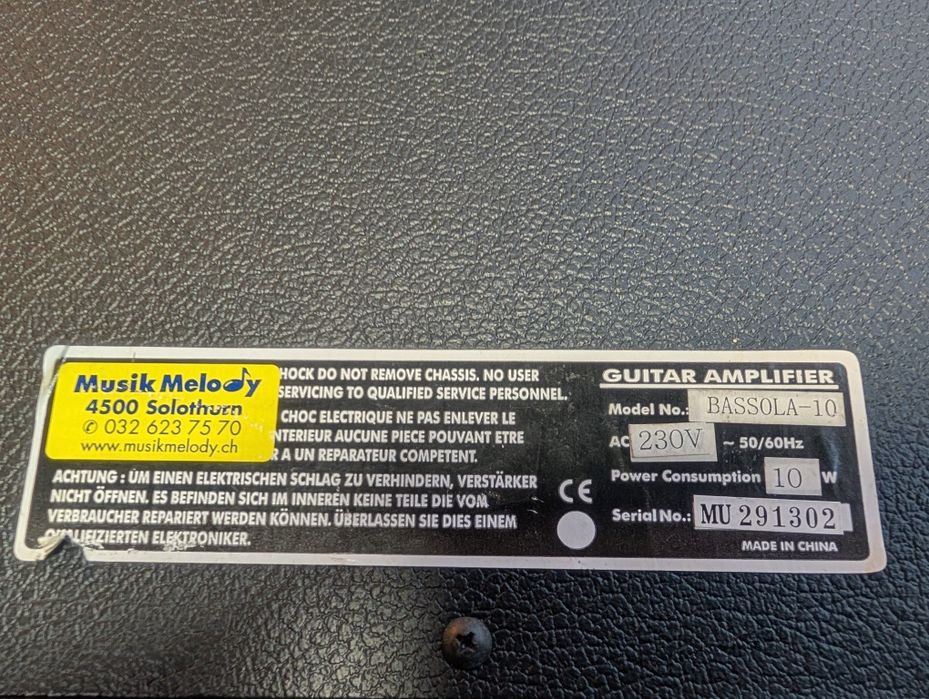 Musik Melody
4500 Solothurn
✆ 032 623 75 70
www.musikmelody.ch
HOCK DO NOT REMOVE CHASSIS. NO USER
SERVICING TO QUALIFIED SERVICE PERSONNEL.
CHOC ELECTRIQUE NE PAS ENLEVER LE
NTERIEUR AUCUNE PIECE POUVANT ETRE
R A UN REPARATEUR COMPETENT.
ACHTUNG : UM EINEN ELEKTRISCHEN SCHLAG ZU VERHINDERN, VERSTÄRKER
NICHT ÖFFNEN. ES BEFINDEN SICH IM INNEREN KEINE TEILE DIE VOM
VERBRAUCHER REPARIERT WERDEN KÖNNEN. ÜBERLASSEN SIE DIES EINEM
QUALIFIZIERTEN ELEKTRONIKER.
CE
GUITAR AMPLIFIER
Model No.: BASSOLA-10
AC 230V ~ 50/60Hz
Power Consumption 10 W
Serial No.: MU 291302
MADE IN CHINA